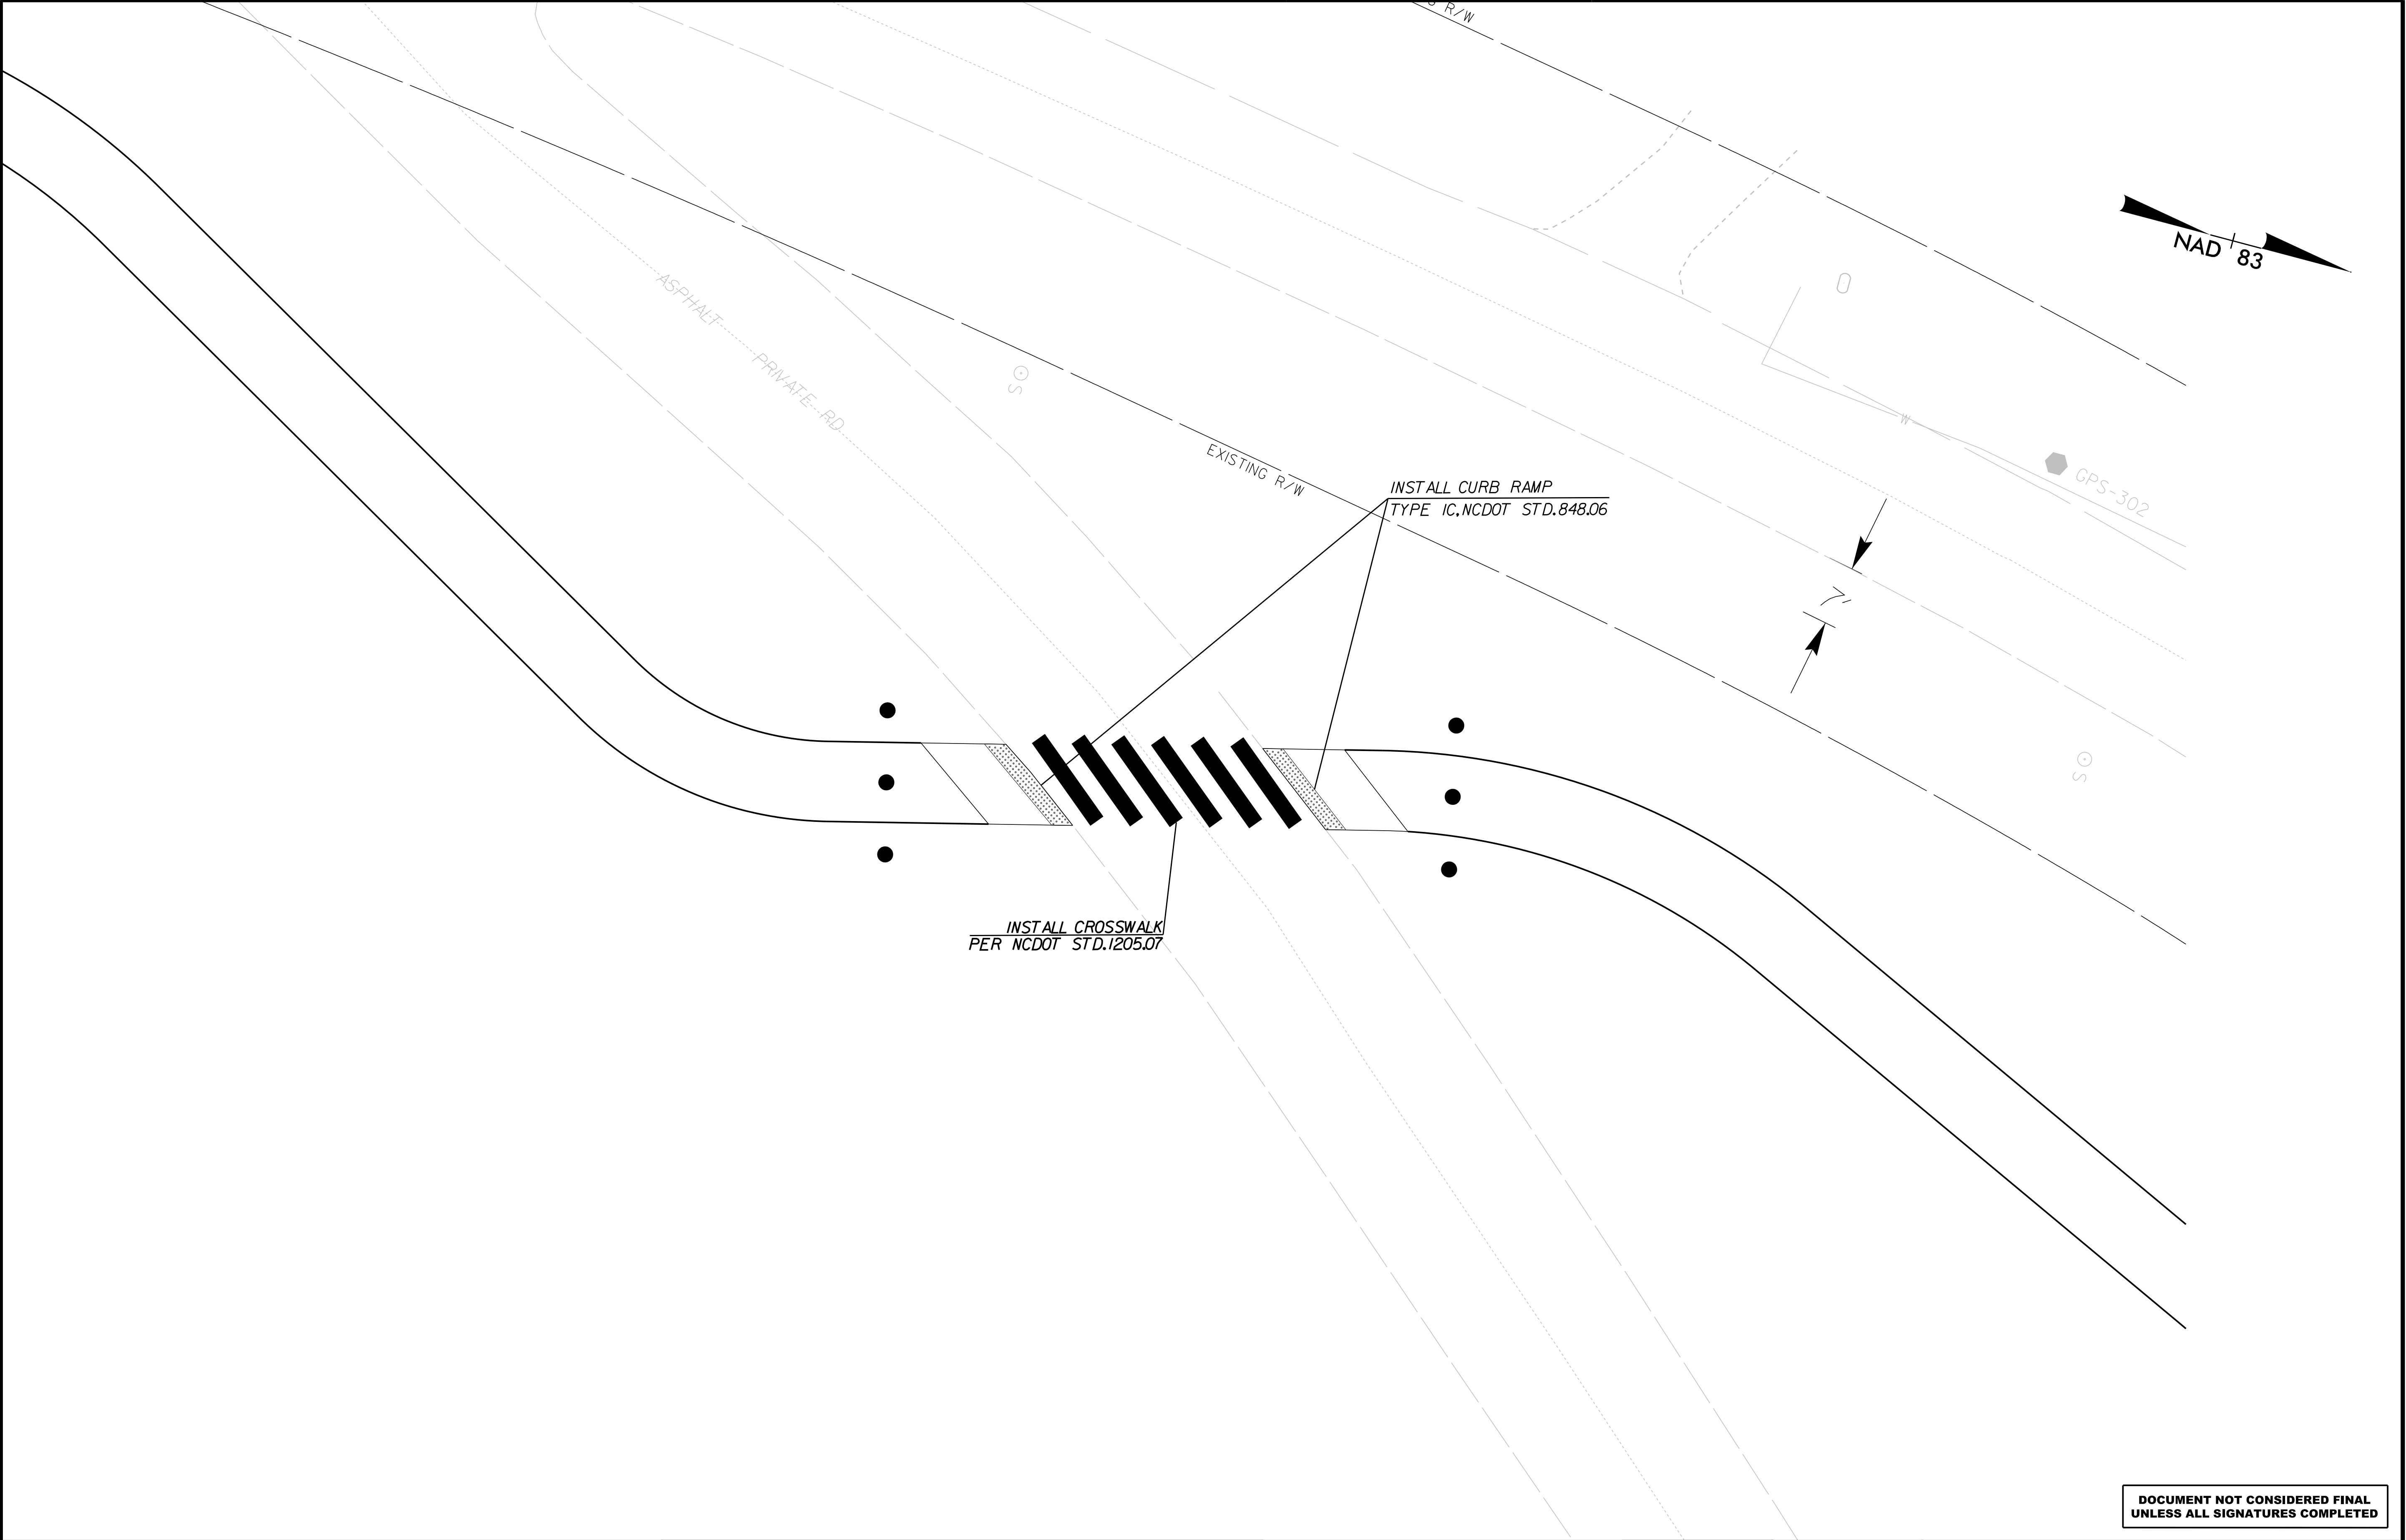 R/W
NAD 83
ASPHALT
PRIVATE RD
EXISTING R/W
INSTALL CURB RAMP
TYPE IC, NCDOT STD. 848.06
W
GPS-302
7'
S
S
INSTALL CROSSWALK
PER NCDOT STD. 1205.07
DOCUMENT NOT CONSIDERED FINAL
UNLESS ALL SIGNATURES COMPLETED